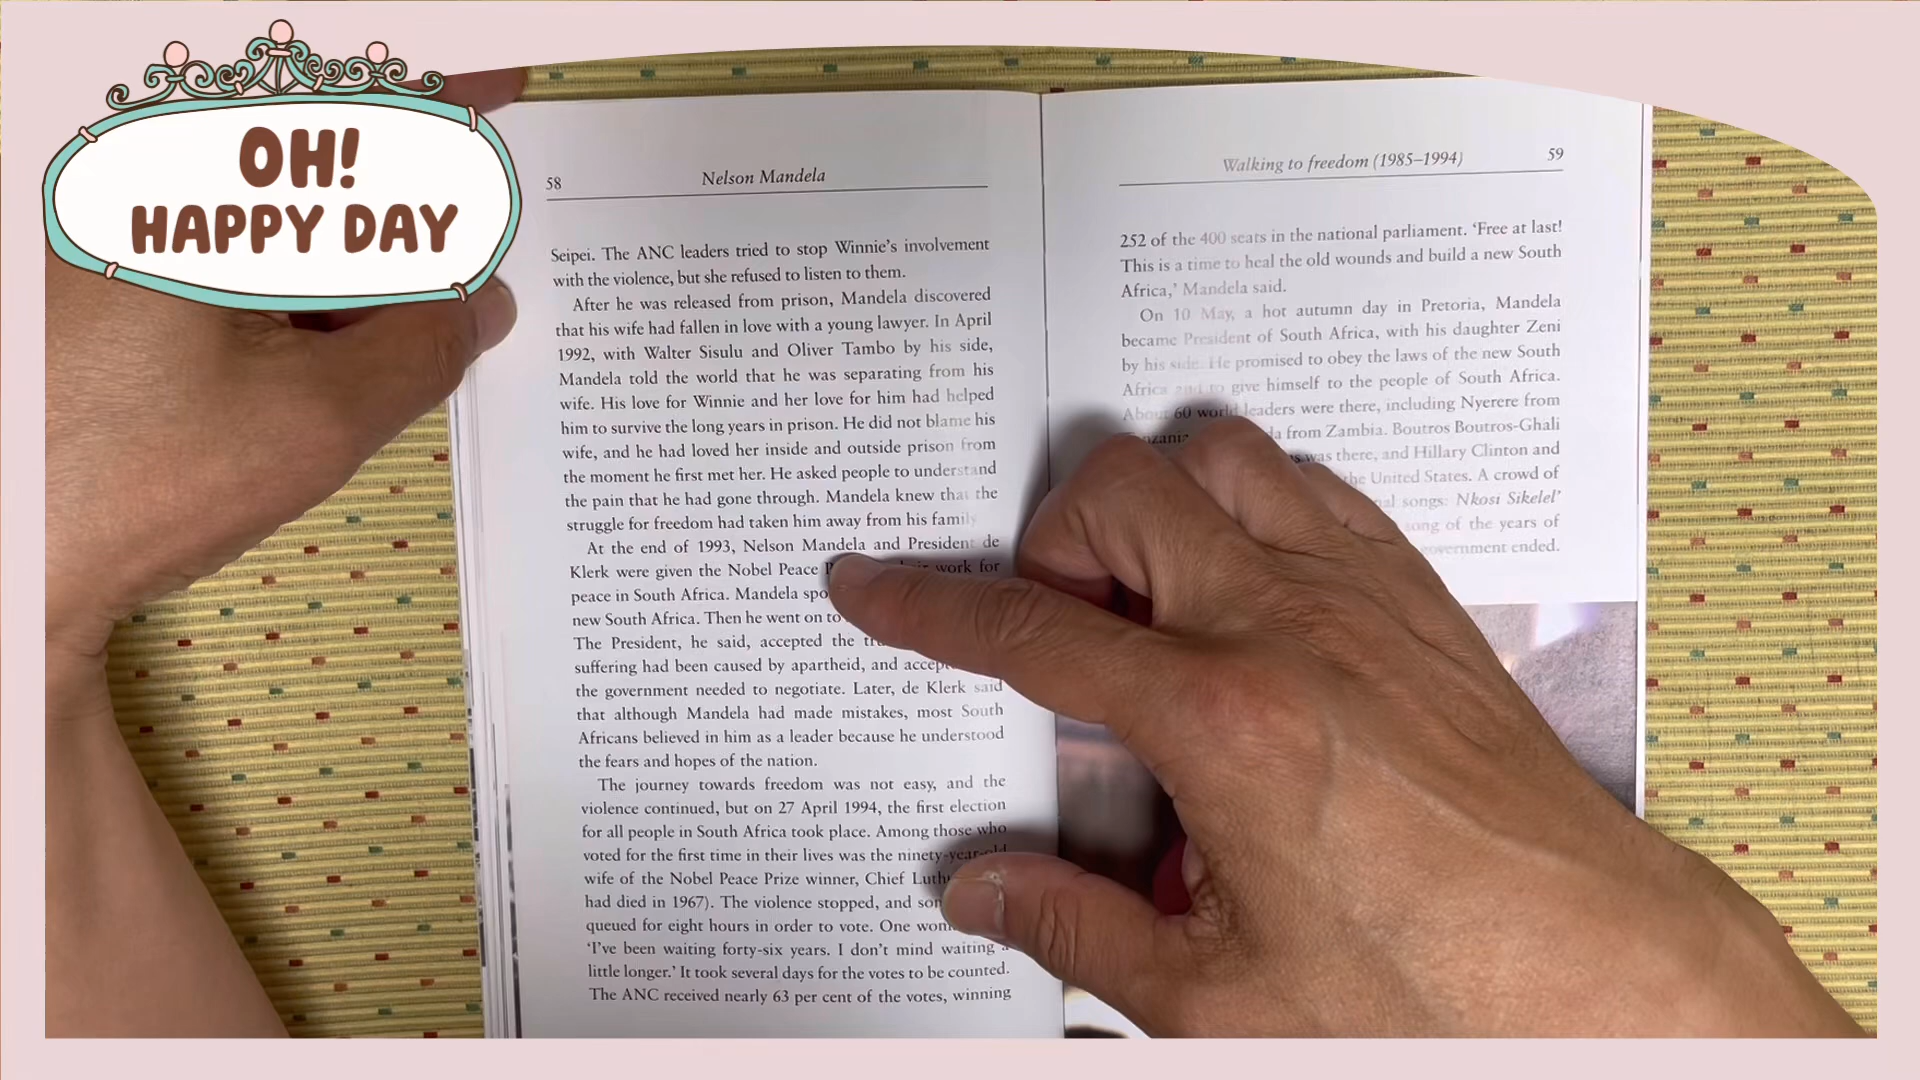 OH!
HAPPY DAY
58 Nelson Mandela
Seipei. The ANC leaders tried to stop Winnie's involvement
with the violence, but she refused to listen to them.
After he was released from prison, Mandela discovered
that his wife had fallen in love with a young lawyer. In April
1992, with Walter Sisulu and Oliver Tambo by his side,
Mandela told the world that he was separating from his
wife. His love for Winnie and her love for him had helped
him to survive the long years in prison. He did not blame his
wife, and he had loved her inside and outside prison from
the moment he first met her. He asked people to understand
the pain that he had gone through. Mandela knew that the
struggle for freedom had taken him away from his family
At the end of 1993, Nelson Mandela and President de
Klerk were given the Nobel Peace work for
peace in South Africa. Mandela
new South Africa. Then he went on to
The President, he said, accepted the
suffering had been caused by apartheid, and
the government needed to negotiate. Later, de Klerk said
that although Mandela had made mistakes, most South
Africans believed in him as a leader because he understood
the fears and hopes of the nation.
The journey towards freedom was not easy, and the
violence continued, but on 27 April 1994, the first election
for all people in South Africa took place. Among those who
voted for the first time in their lives was the ninety-year-old
wife of the Nobel Peace Prize winner, Chief
had died in 1967). The violence stopped, and
queued for eight hours in order to vote. One
'I've been waiting forty-six years. I don't mind waiting a
little longer.' It took several days for the votes to be counted.
The ANC received nearly 63 per cent of the votes, winning
Walking to freedom (1985–1994) 59
252 of the 400 seats in the national parliament. 'Free at last!
This is a time to heal the old wounds and build a new South
Africa,' Mandela said.
On 10 May, a hot autumn day in Pretoria, Mandela
became President of South Africa, with his daughter Zeni
by his side. He promised to obey the laws of the new South
Africa and to give himself to the people of South Africa.
About 60 world leaders were there, including Nyerere from
from Zambia. Boutros Boutros-Ghali
was there, and Hillary Clinton and
the United States. A crowd of
songs: Nkosi Sikelel'
song of the years of
government ended.